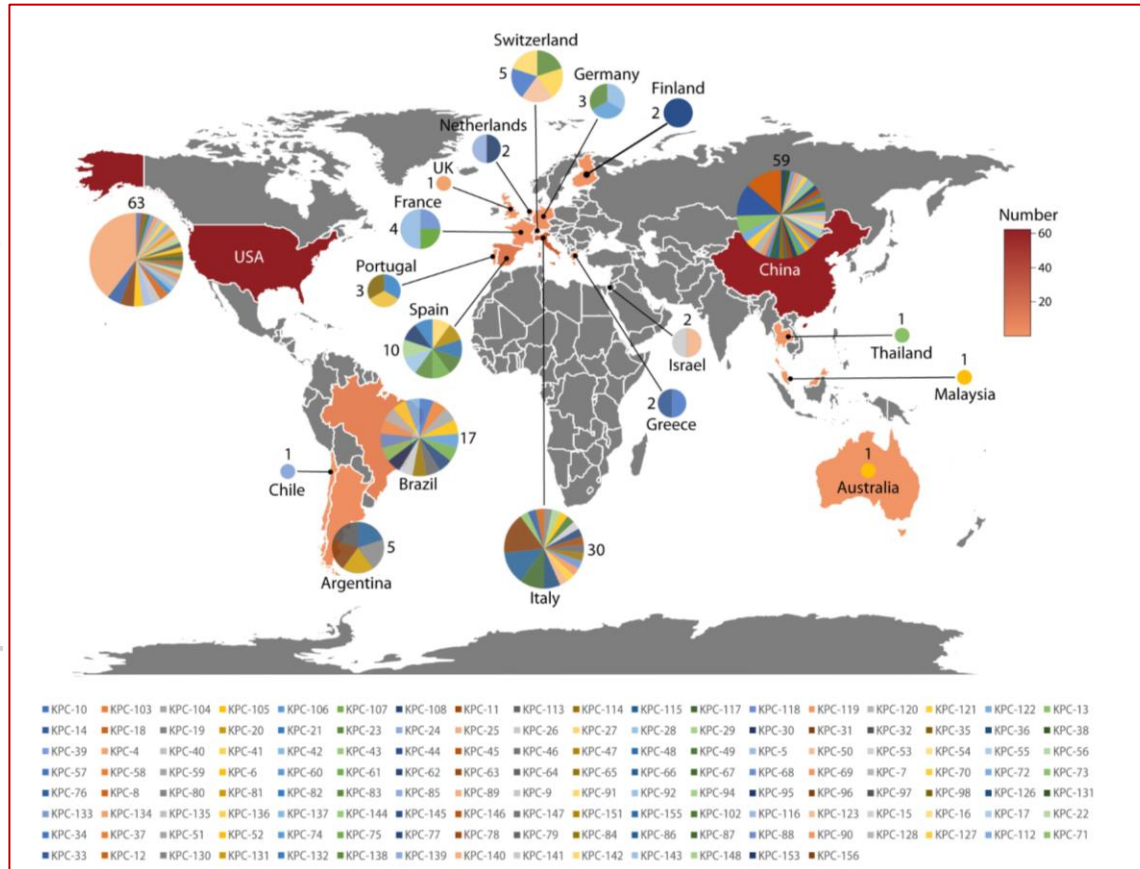 Switzerland
5
Germany
3
Finland
2
Netherlands
2
UK
1
France
4
Portugal
3
Spain
10
63
USA
59
China
Number
60
40
20
1
Thailand
1
Malaysia
2
Israel
2
Greece
17
Brazil
1
Chile
5
Argentina
30
Italy
1
Australia
KPC-10 KPC-103 KPC-104 KPC-105 KPC-106 KPC-107 KPC-108 KPC-11 KPC-113 KPC-114 KPC-115 KPC-117 KPC-118 KPC-119 KPC-120 KPC-121 KPC-122 KPC-13
KPC-14 KPC-18 KPC-19 KPC-20 KPC-21 KPC-23 KPC-24 KPC-25 KPC-26 KPC-27 KPC-28 KPC-29 KPC-30 KPC-31 KPC-32 KPC-35 KPC-36 KPC-38
KPC-39 KPC-4 KPC-40 KPC-41 KPC-42 KPC-43 KPC-44 KPC-45 KPC-46 KPC-47 KPC-48 KPC-49 KPC-5 KPC-50 KPC-53 KPC-54 KPC-55 KPC-56
KPC-57 KPC-58 KPC-59 KPC-6 KPC-60 KPC-61 KPC-62 KPC-63 KPC-64 KPC-65 KPC-66 KPC-67 KPC-68 KPC-69 KPC-7 KPC-70 KPC-72 KPC-73
KPC-76 KPC-8 KPC-80 KPC-81 KPC-82 KPC-83 KPC-85 KPC-89 KPC-9 KPC-91 KPC-92 KPC-94 KPC-95 KPC-96 KPC-97 KPC-98 KPC-126 KPC-131
KPC-133 KPC-134 KPC-135 KPC-136 KPC-137 KPC-144 KPC-145 KPC-146 KPC-147 KPC-151 KPC-155 KPC-102 KPC-116 KPC-123 KPC-15 KPC-16 KPC-17 KPC-22
KPC-34 KPC-37 KPC-51 KPC-52 KPC-74 KPC-75 KPC-77 KPC-78 KPC-79 KPC-84 KPC-86 KPC-87 KPC-88 KPC-90 KPC-128 KPC-127 KPC-112 KPC-71
KPC-33 KPC-12 KPC-130 KPC-131 KPC-132 KPC-138 KPC-139 KPC-140 KPC-141 KPC-142 KPC-143 KPC-148 KPC-153 KPC-156